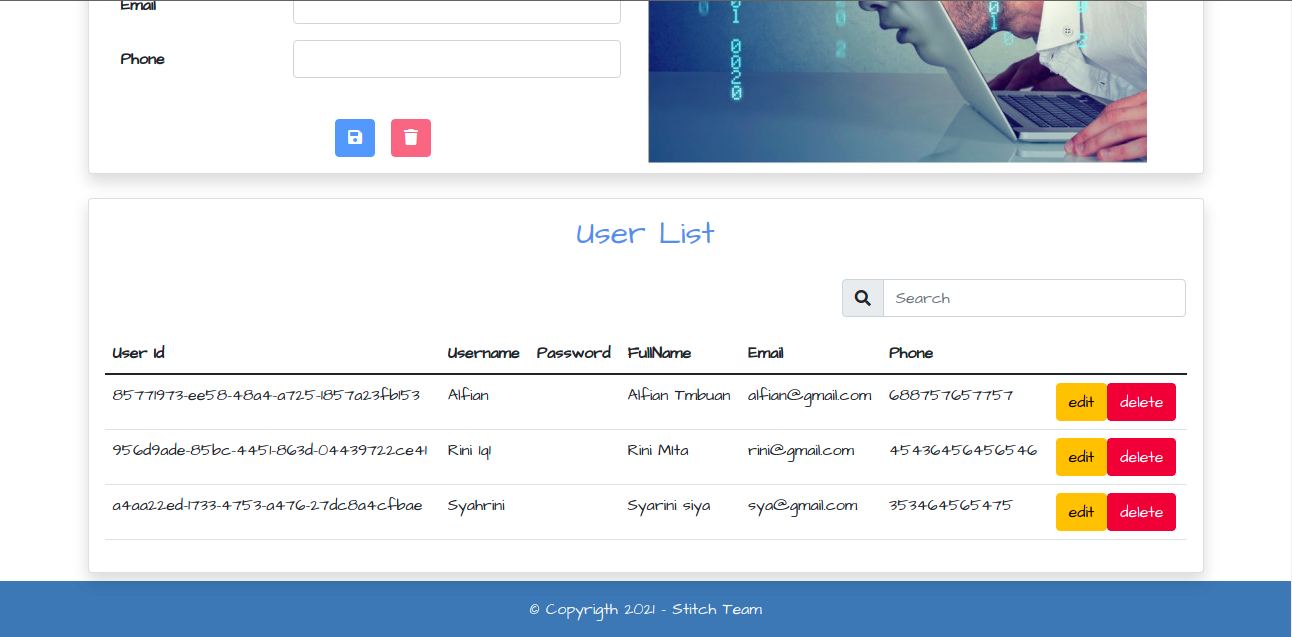 Email
Phone
User List
Search
User Id Username Password FullName Email Phone
85771973-ee58-48a4-a725-1857a23fb153 Alfian Alfian Tmbuan alfian@gmail.com 688757657757 edit delete
956d9ade-85bc-4451-863d-04439722ce41 Rini Iql Rini MIta rini@gmail.com 45436456456546 edit delete
a4aa22ed-1733-4753-a476-27dc8a4cfbae Syahrini Syarini siya sya@gmail.com 353464565475 edit delete
© Copyrigth 2021 - Stitch Team